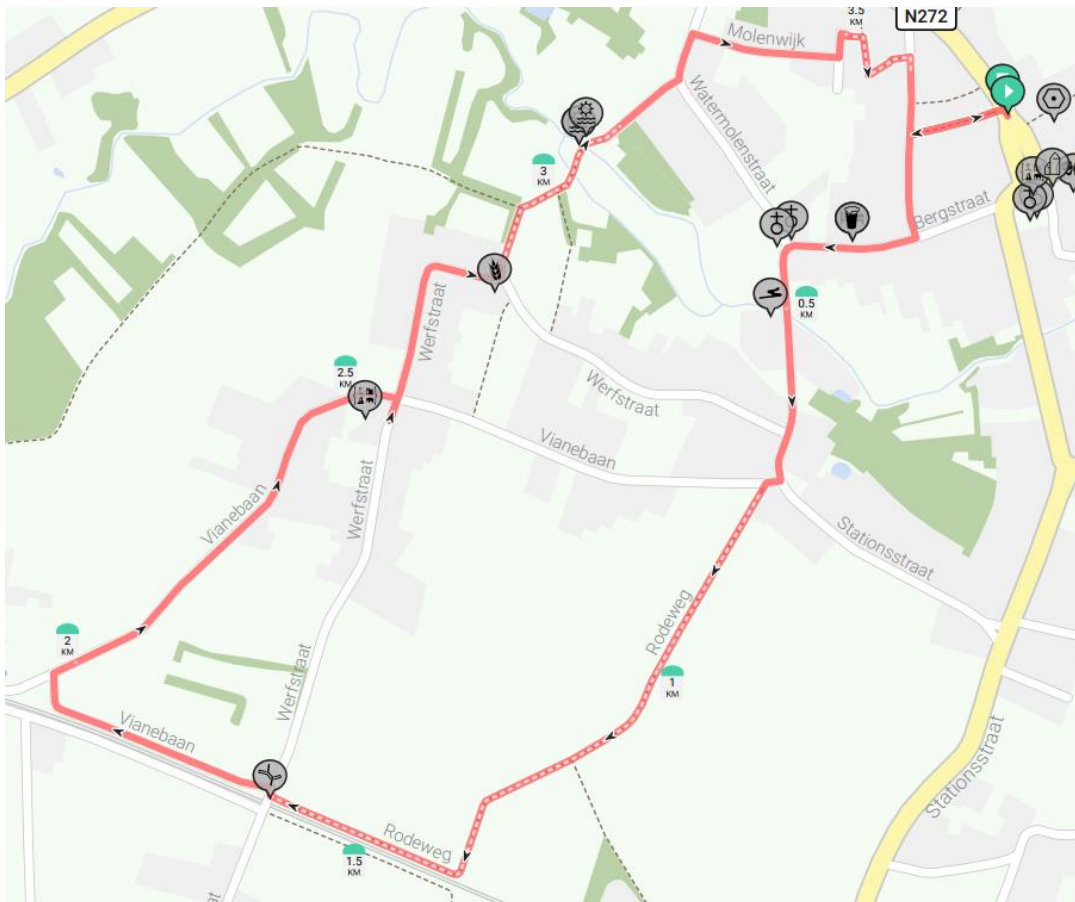 3.5
KM
N272
Molenwijk
Watermolenstraat
3
KM
Bergstraat
0.5
KM
Werfstraat
2.5
KM
Werfstraat
Vianebaan
Werfstraat
Vianebaan
Stationsstraat
Rodeweg
2
KM
1
KM
Werfstraat
Vianebaan
Stationsstraat
Rodeweg
1.5
KM
at